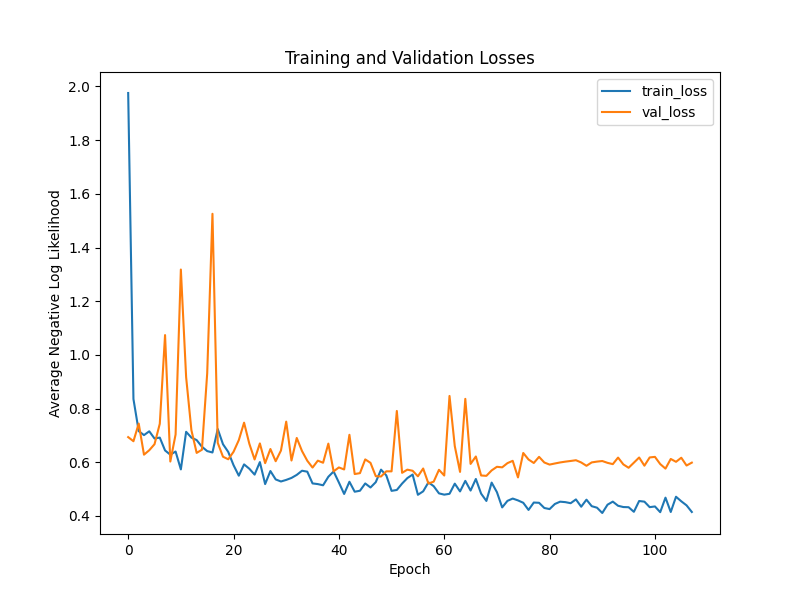 Training and Validation Losses
train_loss
val_loss
2.0
1.8
1.6
1.4
1.2
1.0
0.8
0.6
0.4
Average Negative Log Likelihood
0 20 40 60 80 100
Epoch